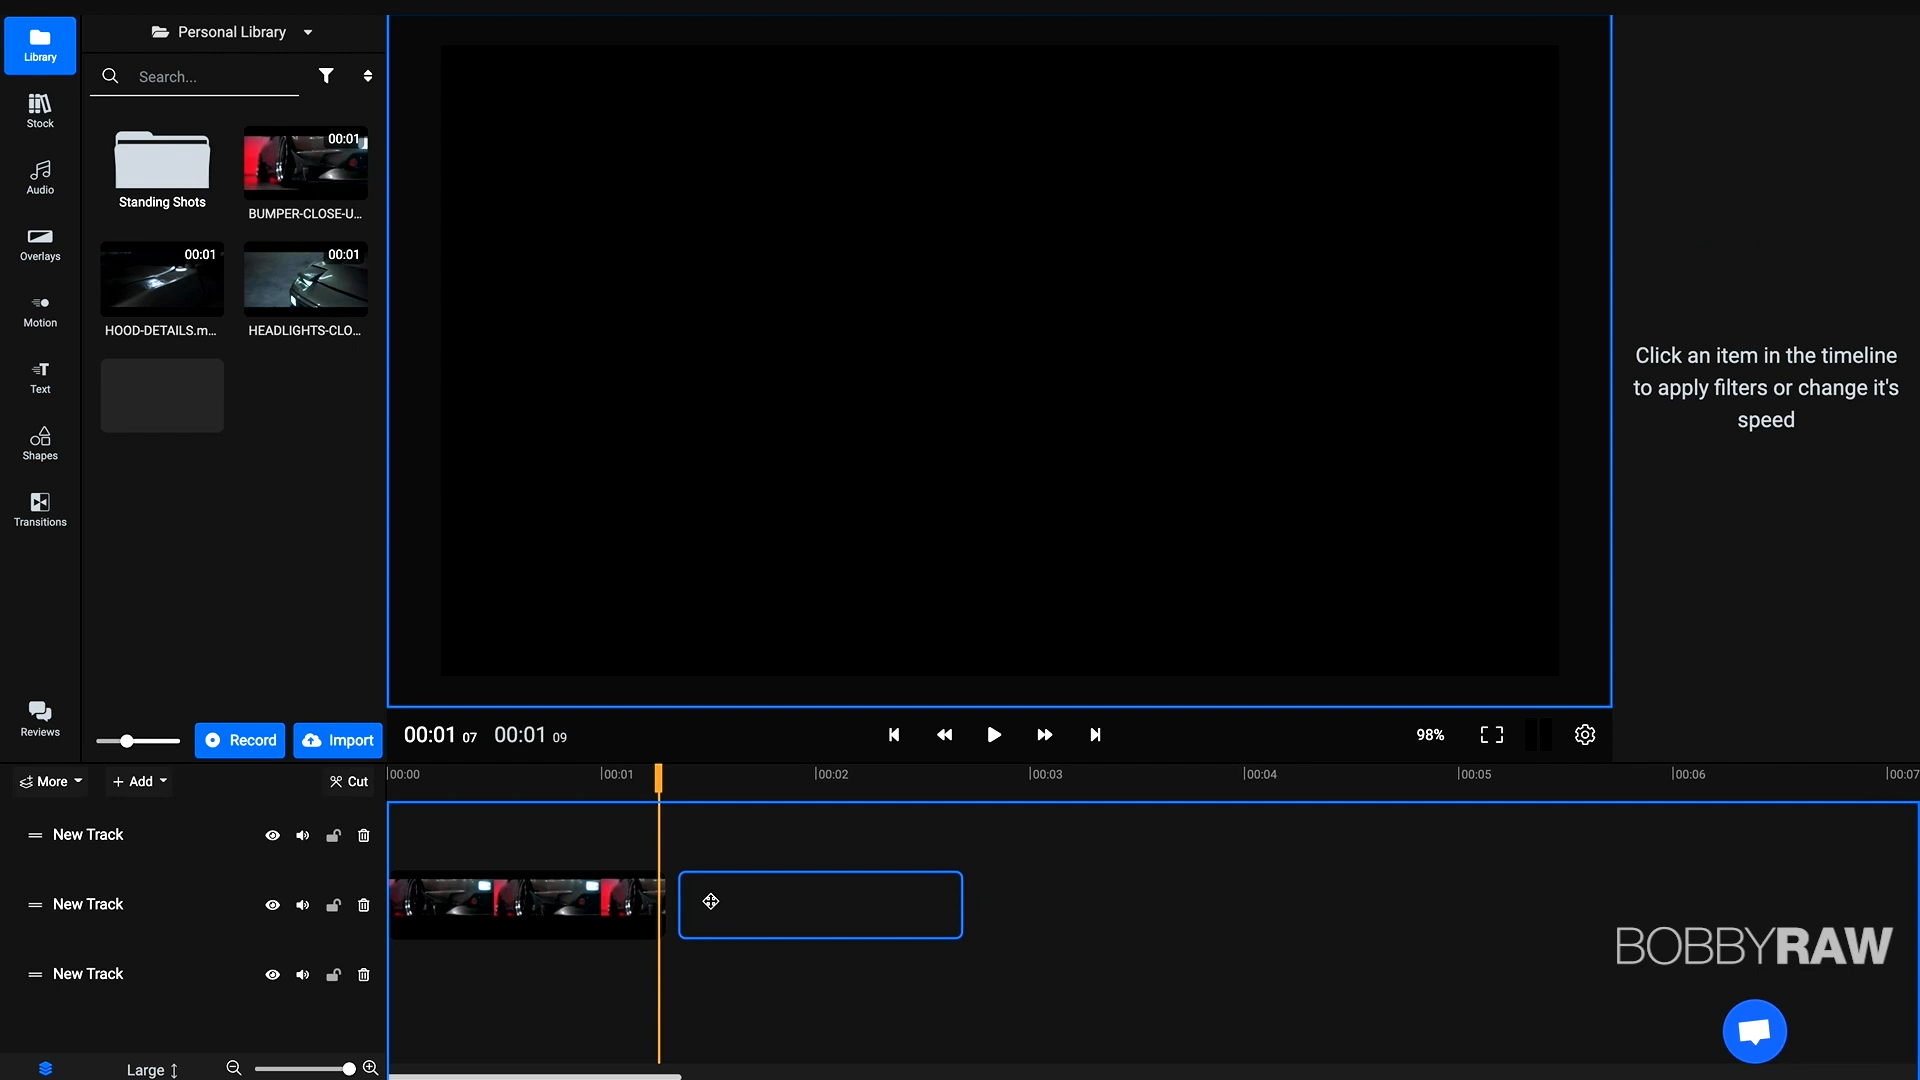 Library
Personal Library
Search...
Stock
Audio
Overlays
Motion
Text
Shapes
Transitions
Reviews
Standing Shots
00:01
BUMPER-CLOSE-U...
00:01
HOOD-DETAILS.m...
00:01
HEADLIGHTS-CLO...
Click an item in the timeline
to apply filters or change it's
speed
Record
Import
00:01 07
00:01 09
98%
More
+ Add
Cut
00:00
00:01
00:02
00:03
00:04
00:05
00:06
00:07
New Track
New Track
New Track
BOBBYRAW
Large